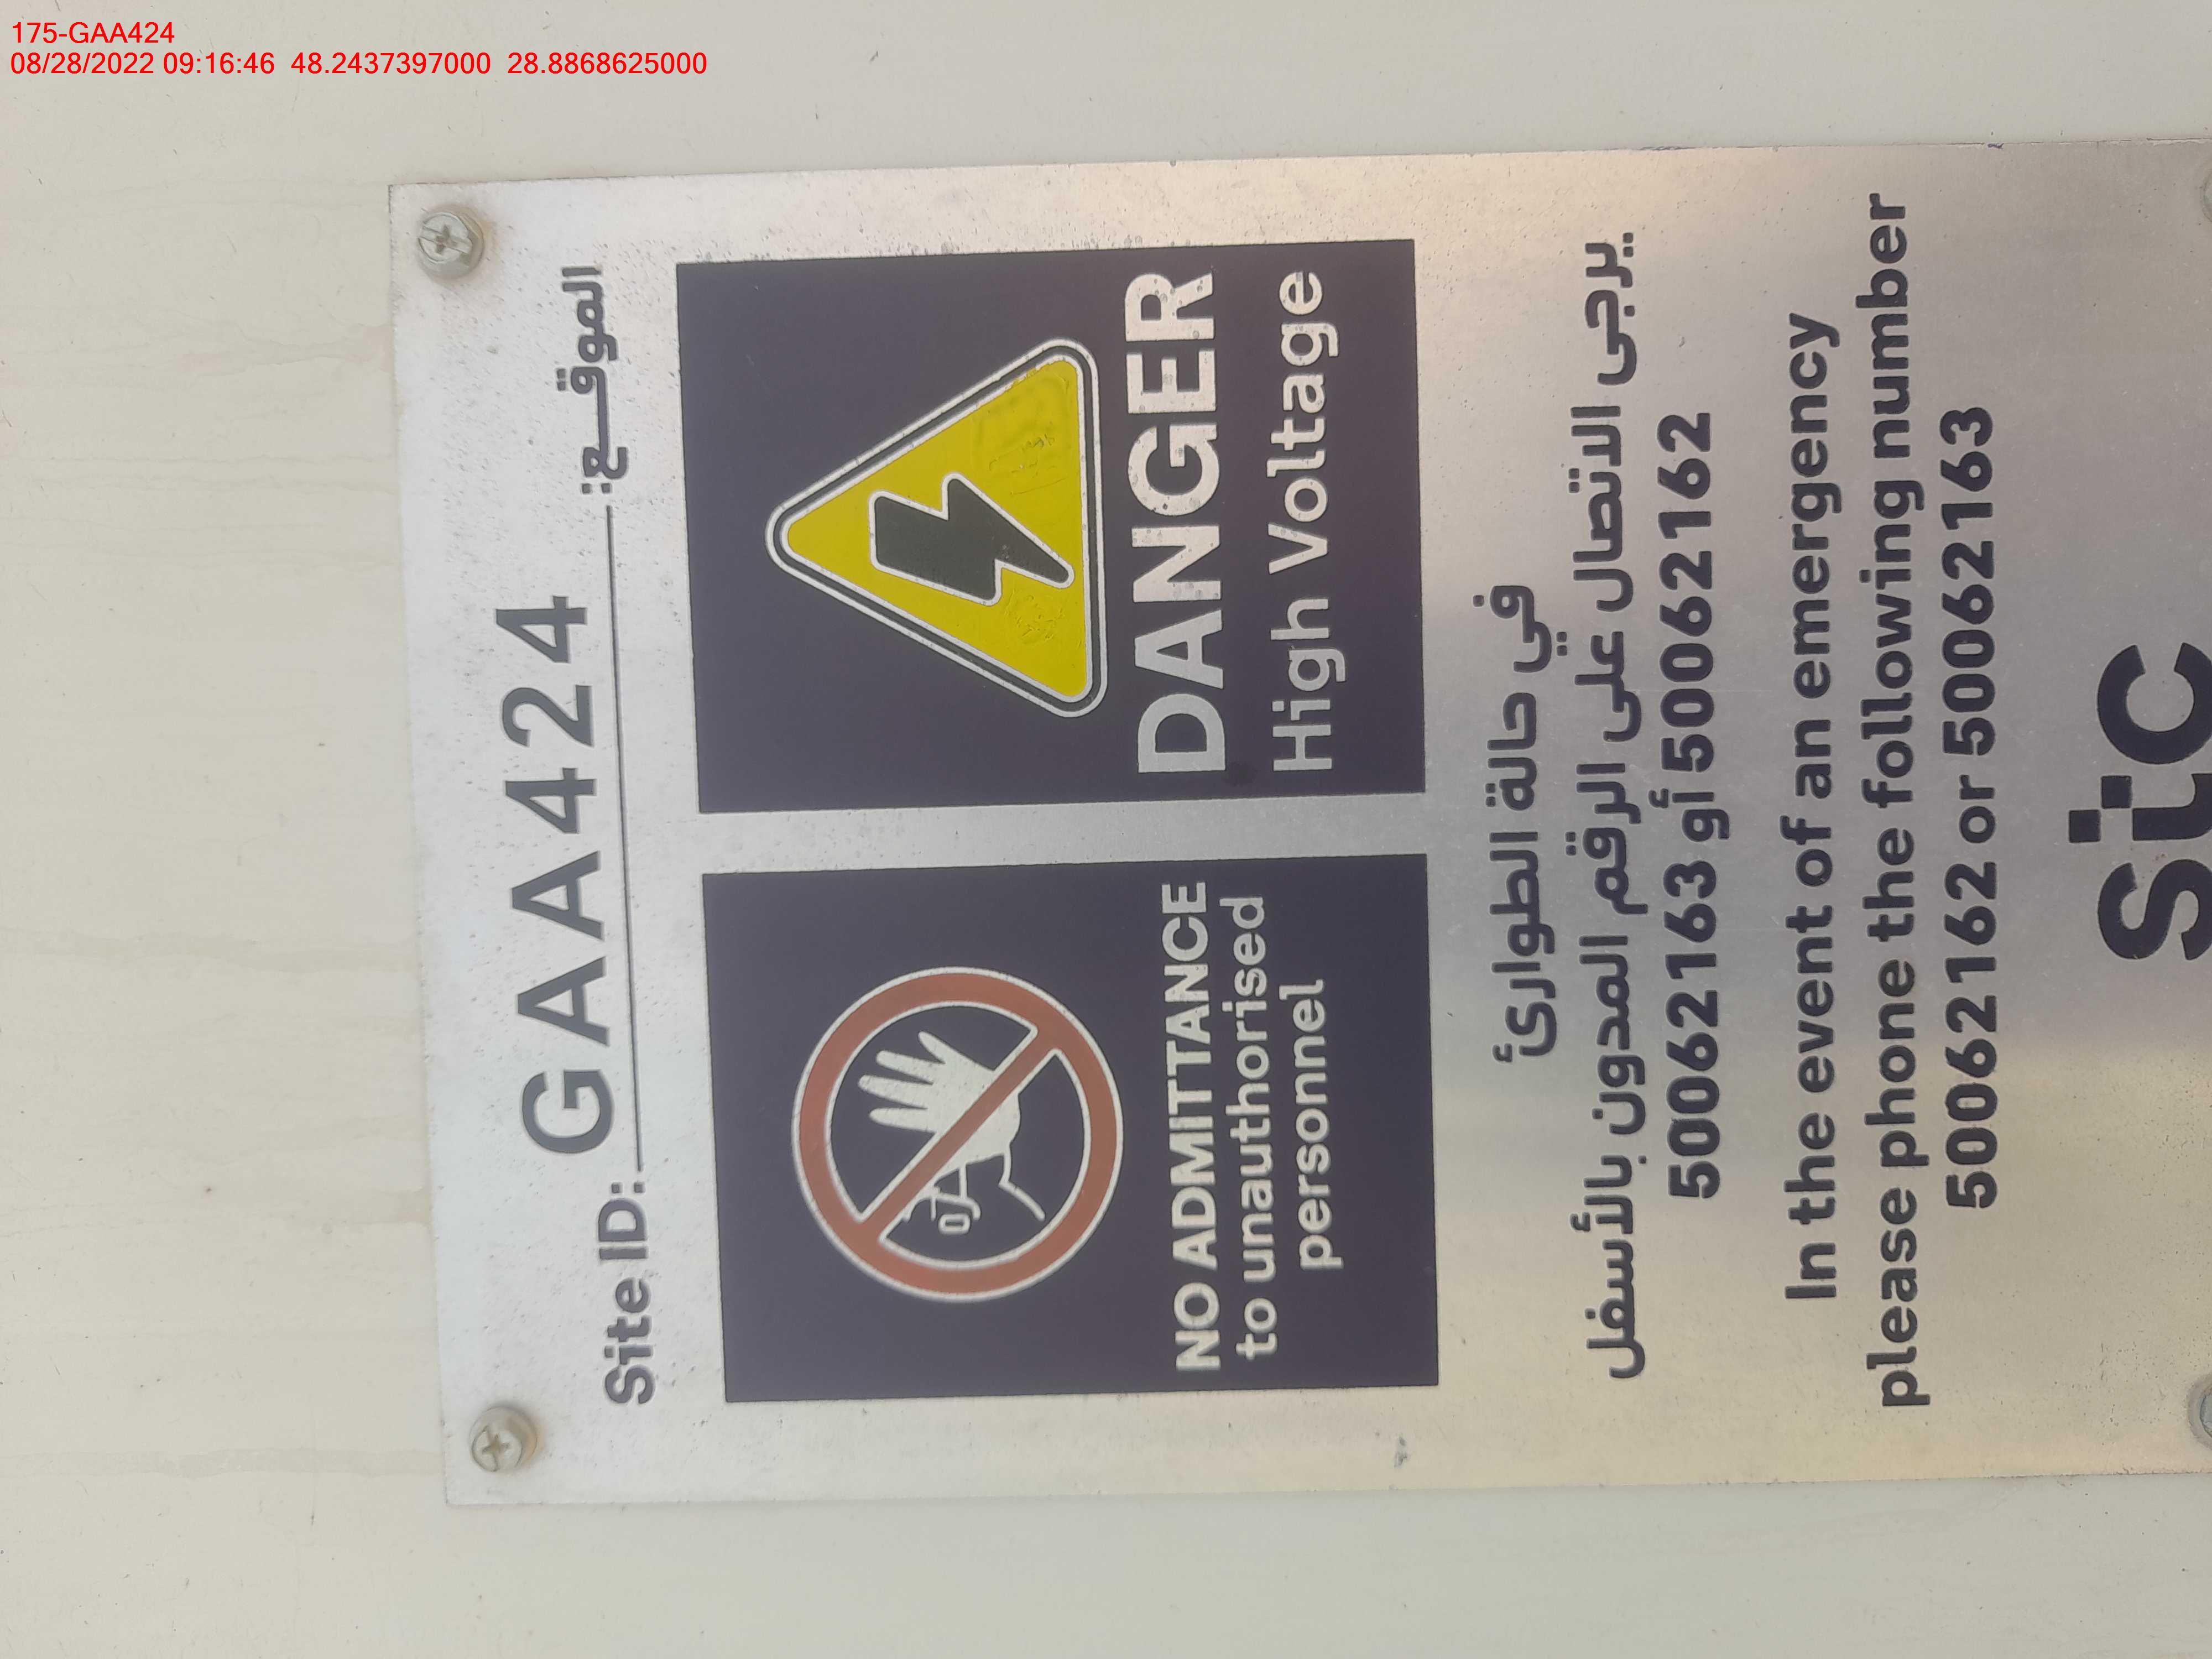 175-GAA424
08/28/2022 09:16:46 48.2437397000 28.8868625000
Site ID: GAA424 الموقــع:
NO ADMITTANCE
to unauthorised
personnel
DANGER
High Voltage
في حالة الطوارئ
يرجى الاتصال على الرقم المدون بالأسفل
50062163 أو 50062162
In the event of an emergency
please phone the following number
50062162 or 50062163
stc